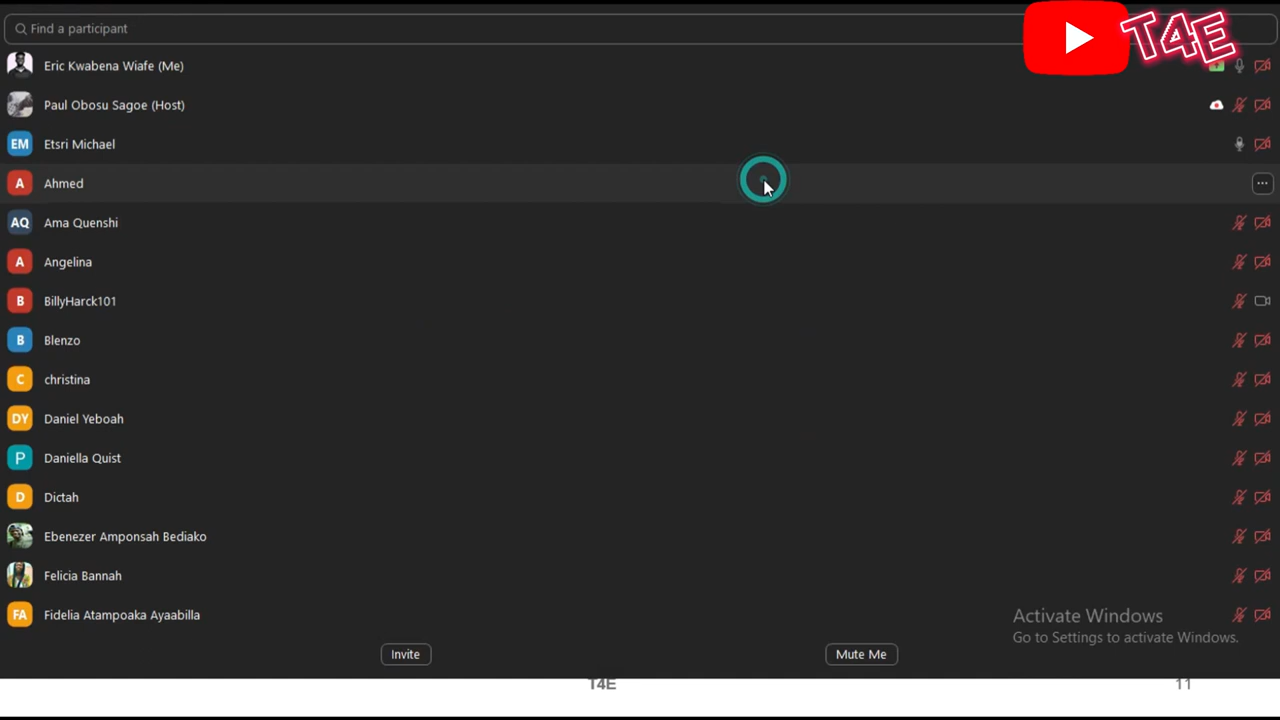 Find a participant
T4E
Eric Kwabena Wiafe (Me)
Paul Obosu Sagoe (Host)
EM Etsri Michael
A Ahmed
AQ Ama Quenshi
A Angelina
B BillyHarck101
B Blenzo
C christina
DY Daniel Yeboah
P Daniella Quist
D Dictah
Ebenezer Amponsah Bediako
Felicia Bannah
FA Fidelia Atampoaka Ayaabilla
Activate Windows
Go to Settings to activate Windows.
Invite
Mute Me
T4E
11